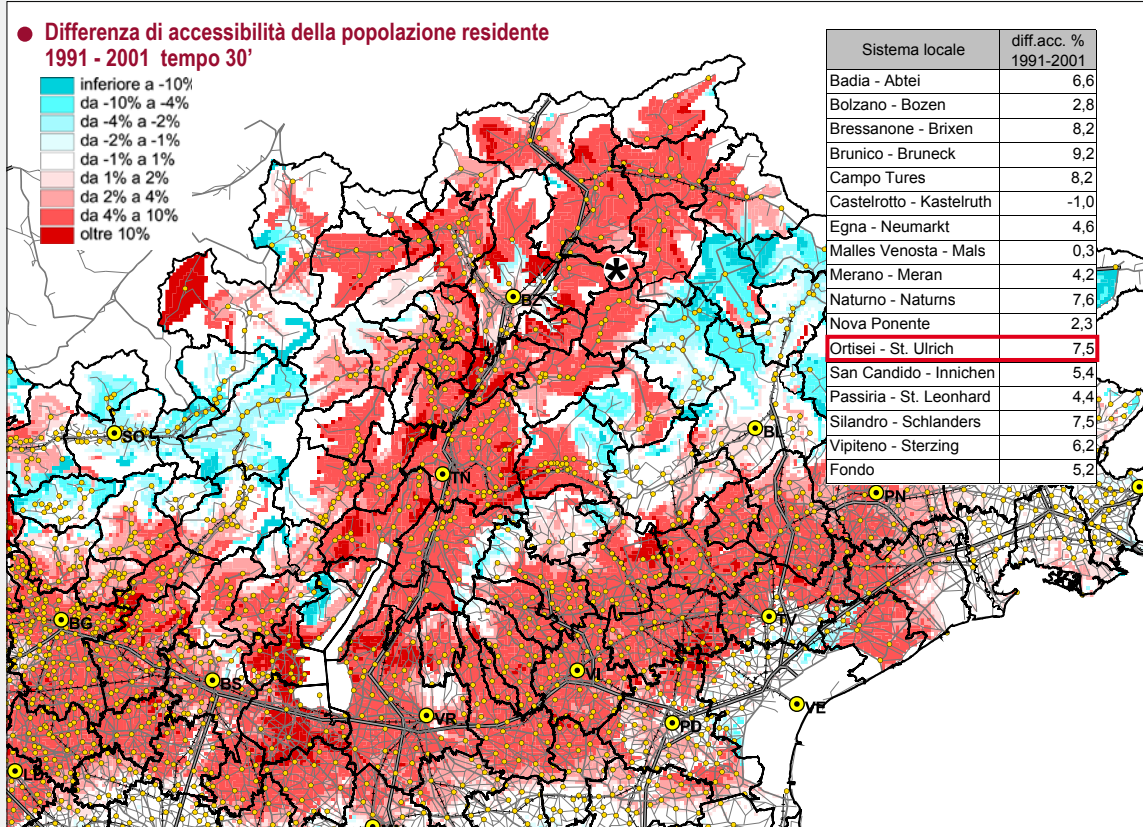 ● Differenza di accessibilità della popolazione residente
1991 - 2001 tempo 30'
inferiore a -10%
da -10% a -4%
da -4% a -2%
da -2% a -1%
da -1% a 1%
da 1% a 2%
da 2% a 4%
da 4% a 10%
oltre 10%
Sistema locale diff.acc. % 1991-2001
Badia - Abtei 6,6
Bolzano - Bozen 2,8
Bressanone - Brixen 8,2
Brunico - Bruneck 9,2
Campo Tures 8,2
Castelrotto - Kastelruth -1,0
Egna - Neumarkt 4,6
Malles Venosta - Mals 0,3
Merano - Meran 4,2
Naturno - Naturns 7,6
Nova Ponente 2,3
Ortisei - St. Ulrich 7,5
San Candido - Innichen 5,4
Passiria - St. Leonhard 4,4
Silandro - Schlanders 7,5
Vipiteno - Sterzing 6,2
Fondo 5,2
*
BZ
SO
BL
TN
PN
BG
TV
BS
VI
VE
VR
PD